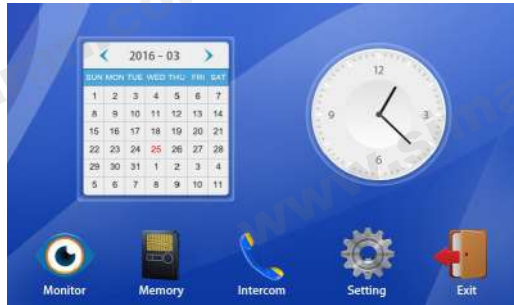 2016 - 03
SUN MON TUE WED THU FRI SAT
1 2 3 4 5 6 7
8 9 10 11 12 13 14
15 16 17 18 19 20 21
22 23 24 25 26 27 28
29 30 31 1 2 3 4
5 6 7 8 9 10 11
12
9 3
6
Monitor Memory Intercom Setting Exit